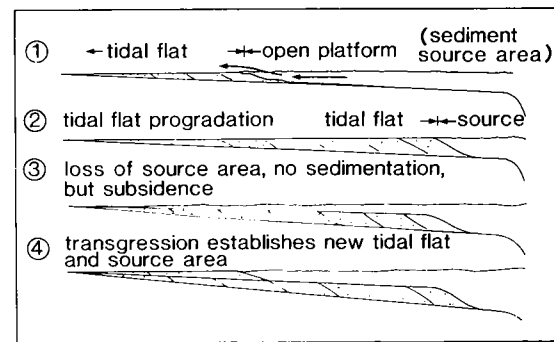 ① ← tidal flat →← open platform (sediment source area)
② tidal flat progradation tidal flat →← source
③ loss of source area, no sedimentation, but subsidence
④ transgression establishes new tidal flat and source area